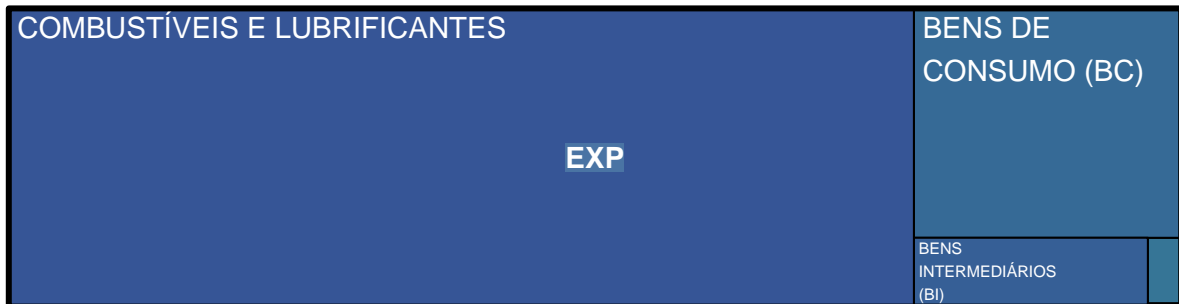 COMBUSTÍVEIS E LUBRIFICANTES
BENS DE
CONSUMO (BC)
EXP
BENS
INTERMEDIÁRIOS
(BI)